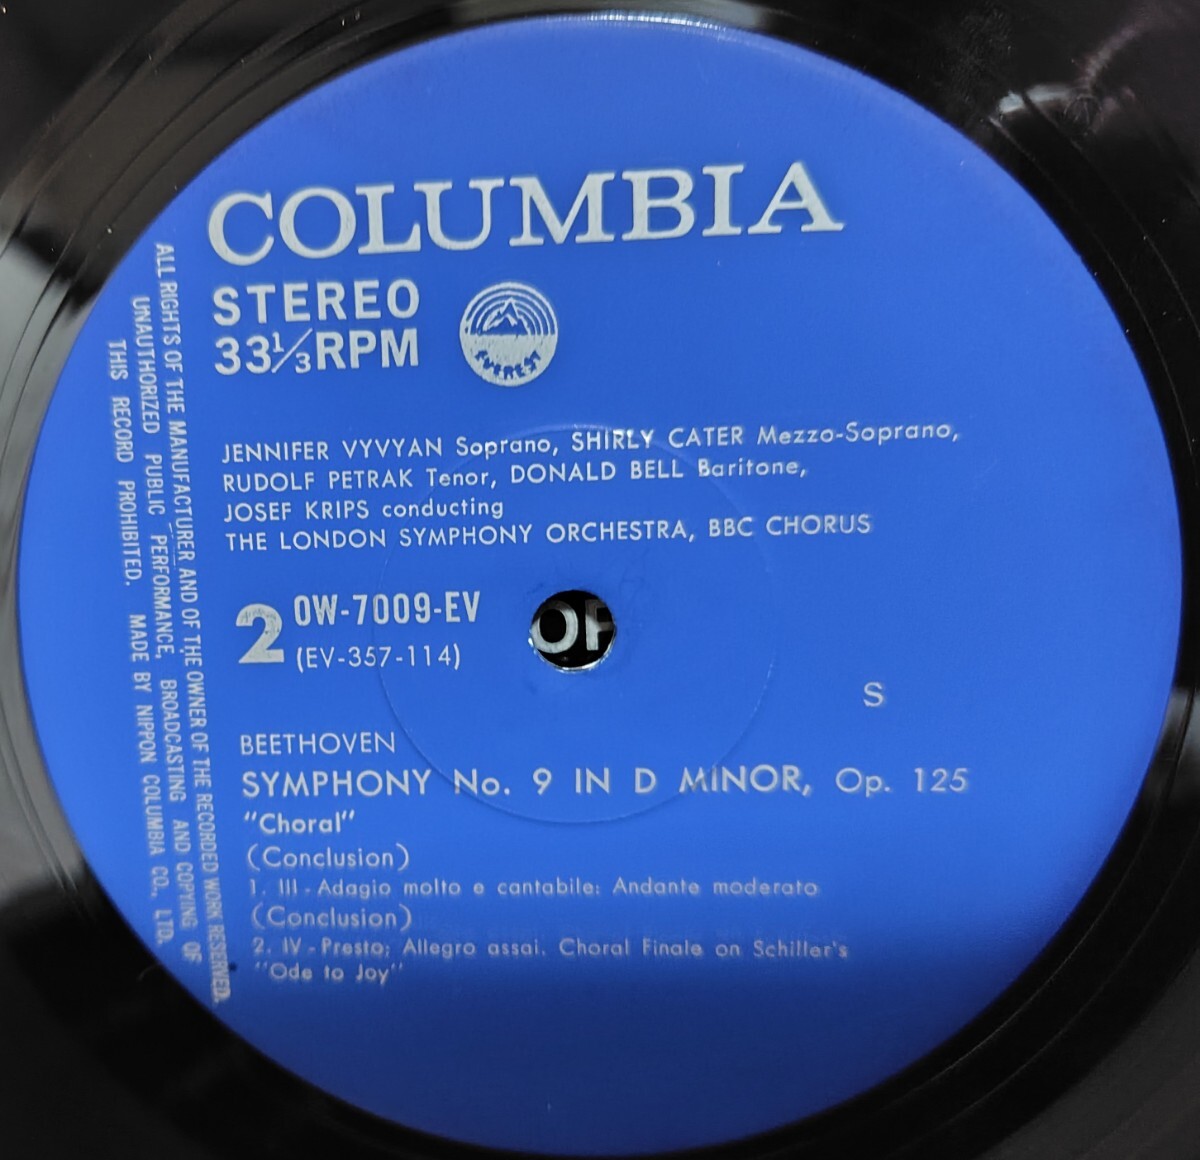 COLUMBIA
STEREO
33⅓RPM
EVEREST
JENNIFER VYVYAN Soprano, SHIRLY CATER Mezzo-Soprano,
RUDOLF PETRAK Tenor, DONALD BELL Baritone,
JOSEF KRIPS conducting
THE LONDON SYMPHONY ORCHESTRA, BBC CHORUS
2 OW-7009-EV
(EV-357-114)
OP
S
BEETHOVEN
SYMPHONY No. 9 IN D MINOR, Op. 125
"Choral"
(Conclusion)
1. III - Adagio molto e cantabile: Andante moderato
(Conclusion)
2. IV - Presto; Allegro assai. Choral Finale on Schiller's
"Ode to Joy"
ALL RIGHTS OF THE MANUFACTURER AND OF THE OWNER OF THE RECORDED WORK RESERVED.
UNAUTHORIZED PUBLIC PERFORMANCE, BROADCASTING AND COPYING OF
THIS RECORD PROHIBITED. MADE BY NIPPON COLUMBIA CO., LTD.